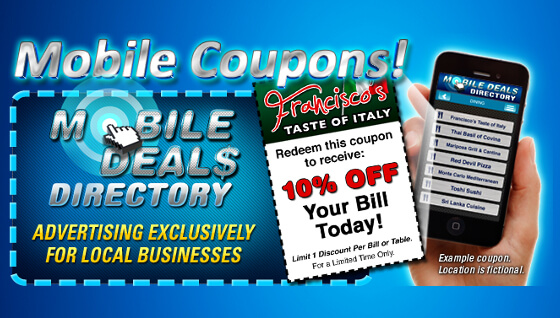 Mobile Coupons!
MOBILE
DEAL$
DIRECTORY
ADVERTISING EXCLUSIVELY
FOR LOCAL BUSINESSES
Francisco's
TASTE OF ITALY
Redeem this coupon
to receive:
10% OFF
Your Bill
Today!
Limit 1 Discount Per Bill or Table.
For a Limited Time Only.
MOBILE DEALS
DIRECTORY
DINING
Francisco's Taste of Italy
Thai Basil of Covina
Mariposa Grill & Cantina
Red Devil Pizza
Monte Carlo Mediterranean
Toshi Sushi
Sri Lanka Cuisine
Example coupon.
Location is fictional.